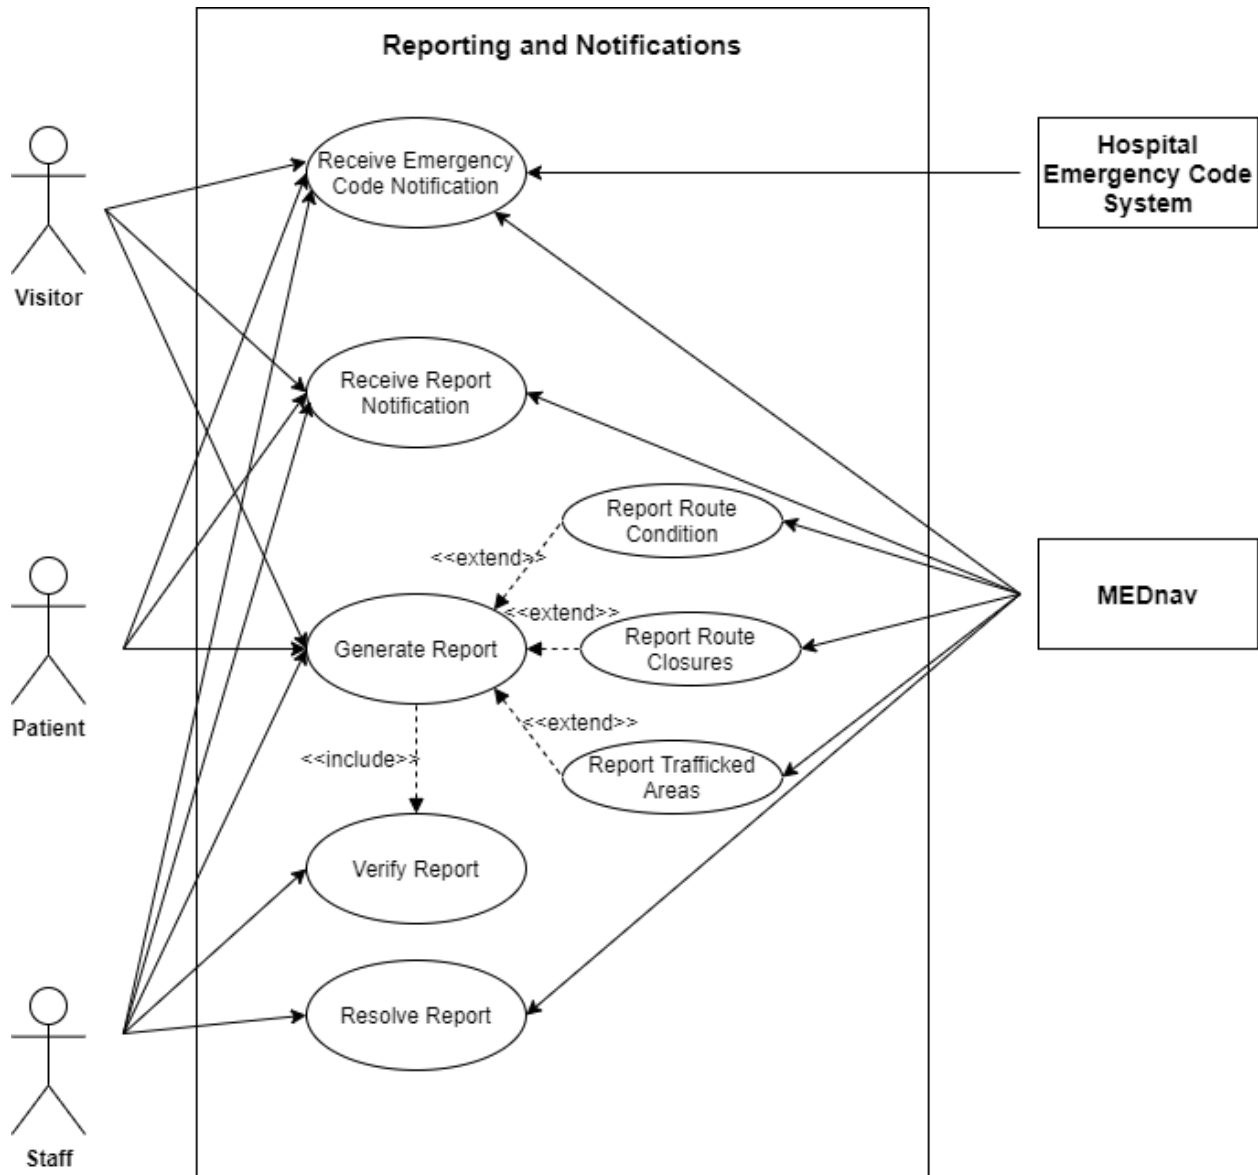 Reporting and Notifications
Receive Emergency
Code Notification
Hospital
Emergency Code
System
Visitor
Receive Report
Notification
Report Route
Condition
<<extend>>
MEDnav
<<extend>>
Generate Report
Report Route
Closures
Patient
<<extend>>
<<include>>
Report Trafficked
Areas
Verify Report
Resolve Report
Staff